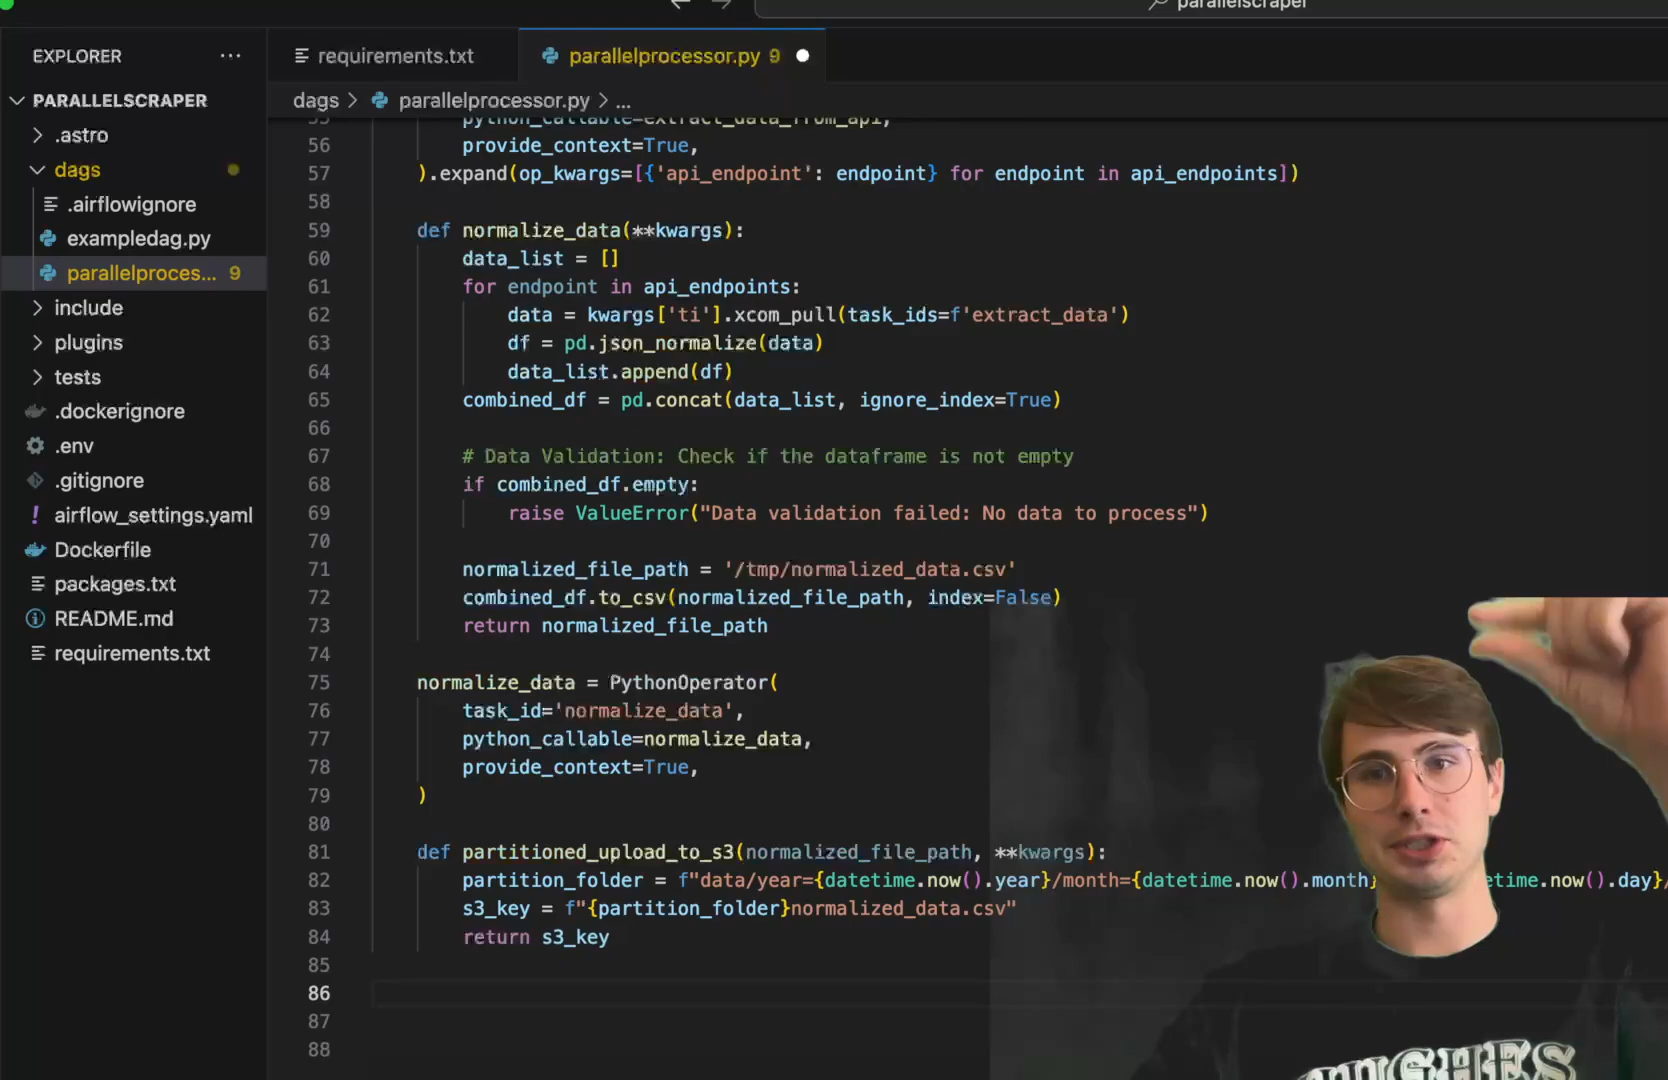 parallelscraper
EXPLORER
requirements.txt
parallelprocessor.py 9
PARALLELSCRAPER
dags > parallelprocessor.py > ...
.astro
dags
.airflowignore
exampledag.py
parallelproces... 9
include
plugins
tests
.dockerignore
.env
.gitignore
airflow_settings.yaml
Dockerfile
packages.txt
README.md
requirements.txt
55 python_callable=extract_data_from_api,
56 provide_context=True,
57 ).expand(op_kwargs=[{'api_endpoint': endpoint} for endpoint in api_endpoints])
58
59 def normalize_data(**kwargs):
60 data_list = []
61 for endpoint in api_endpoints:
62 data = kwargs['ti'].xcom_pull(task_ids=f'extract_data')
63 df = pd.json_normalize(data)
64 data_list.append(df)
65 combined_df = pd.concat(data_list, ignore_index=True)
66
67 # Data Validation: Check if the dataframe is not empty
68 if combined_df.empty:
69 raise ValueError("Data validation failed: No data to process")
70
71 normalized_file_path = '/tmp/normalized_data.csv'
72 combined_df.to_csv(normalized_file_path, index=False)
73 return normalized_file_path
74
75 normalize_data = PythonOperator(
76 task_id='normalize_data',
77 python_callable=normalize_data,
78 provide_context=True,
79 )
80
81 def partitioned_upload_to_s3(normalized_file_path, **kwargs):
82 partition_folder = f"data/year={datetime.now().year}/month={datetime.now().month} etime.now().day}/
83 s3_key = f"{partition_folder}normalized_data.csv"
84 return s3_key
85
86
87
88